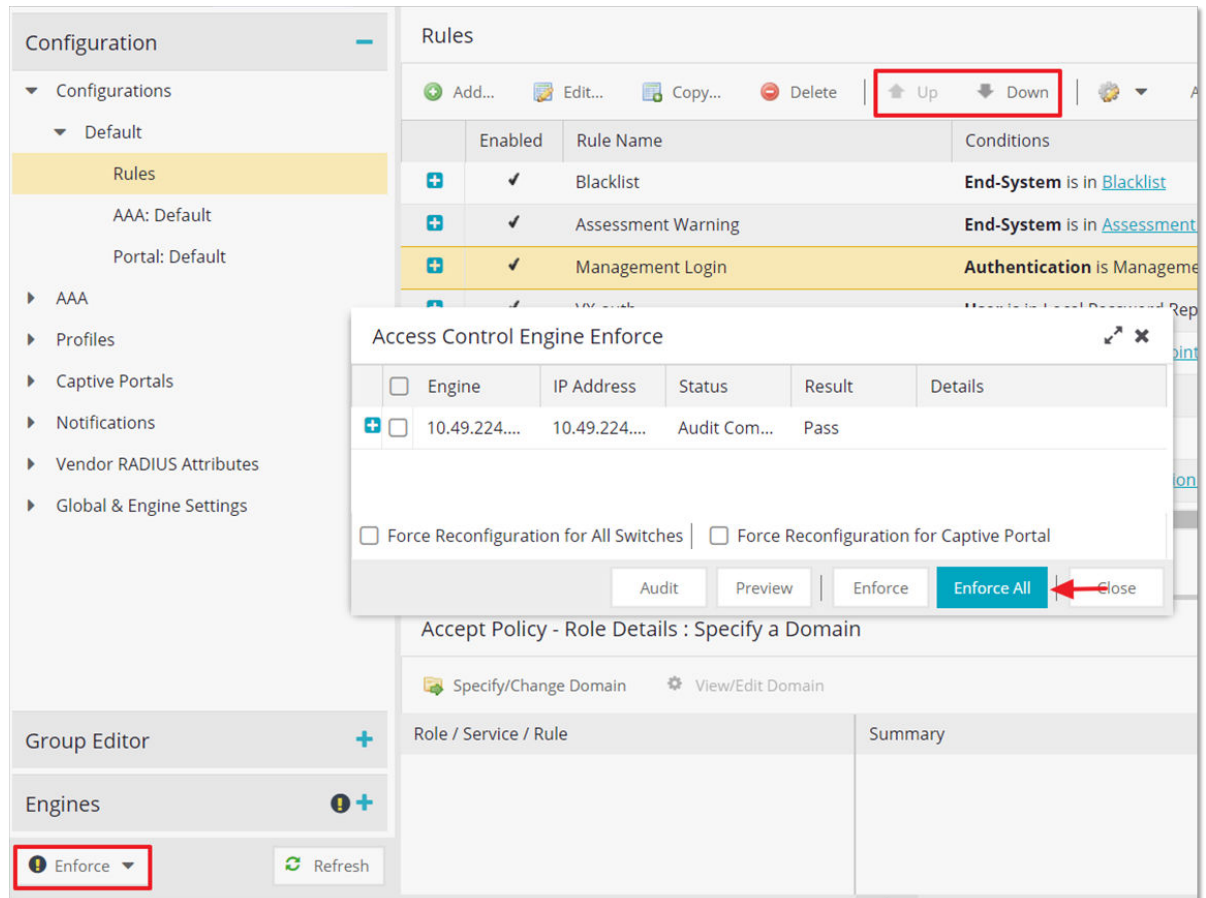 Configuration
Configurations
Default
Rules
AAA: Default
Portal: Default
AAA
Profiles
Captive Portals
Notifications
Vendor RADIUS Attributes
Global & Engine Settings
Group Editor
Engines
Enforce
Refresh
Rules
Add... Edit... Copy... Delete Up Down
Enabled Rule Name Conditions
Blacklist End-System is in Blacklist
Assessment Warning End-System is in Assessment
Management Login Authentication is Manageme
Access Control Engine Enforce
Engine IP Address Status Result Details
10.49.224.... 10.49.224.... Audit Com... Pass
Force Reconfiguration for All Switches Force Reconfiguration for Captive Portal
Audit Preview Enforce Enforce All Close
Accept Policy - Role Details : Specify a Domain
Specify/Change Domain View/Edit Domain
Role / Service / Rule Summary